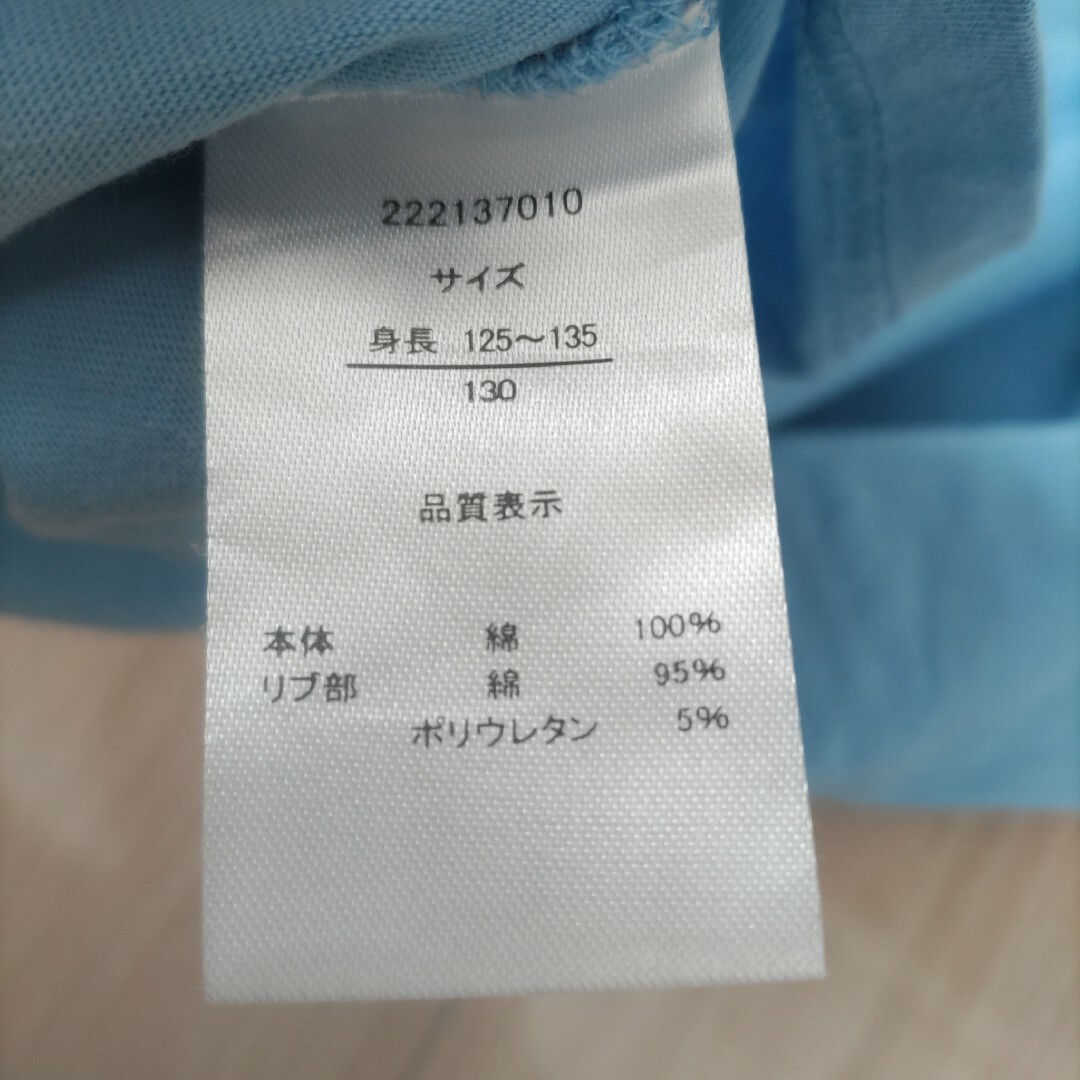 222137010
サイズ
身長 125～135
130
品質表示
本体 綿 100%
リブ部 綿 95%
ポリウレタン 5%